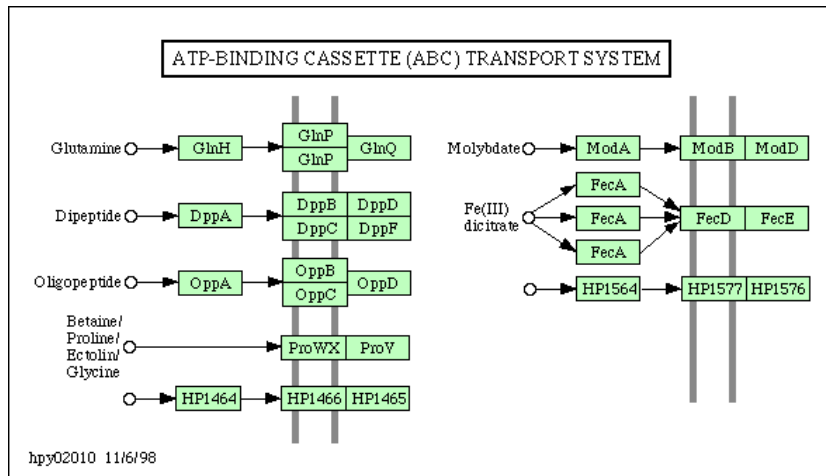 ATP-BINDING CASSETTE (ABC) TRANSPORT SYSTEM
Glutamine
GlnH
GlnP
GlnP
GlnQ
Dipeptide
DppA
DppB
DppD
DppC
DppF
Oligopeptide
OppA
OppB
OppC
OppD
Betaine/
Proline/
Ectolin/
Glycine
ProWX
ProV
HP1464
HP1466
HP1465
Molybdate
ModA
ModB
ModD
Fe(III)
dicitrate
FecA
FecA
FecA
FecD
FecE
HP1564
HP1577
HP1576
hpy02010 11/6/98